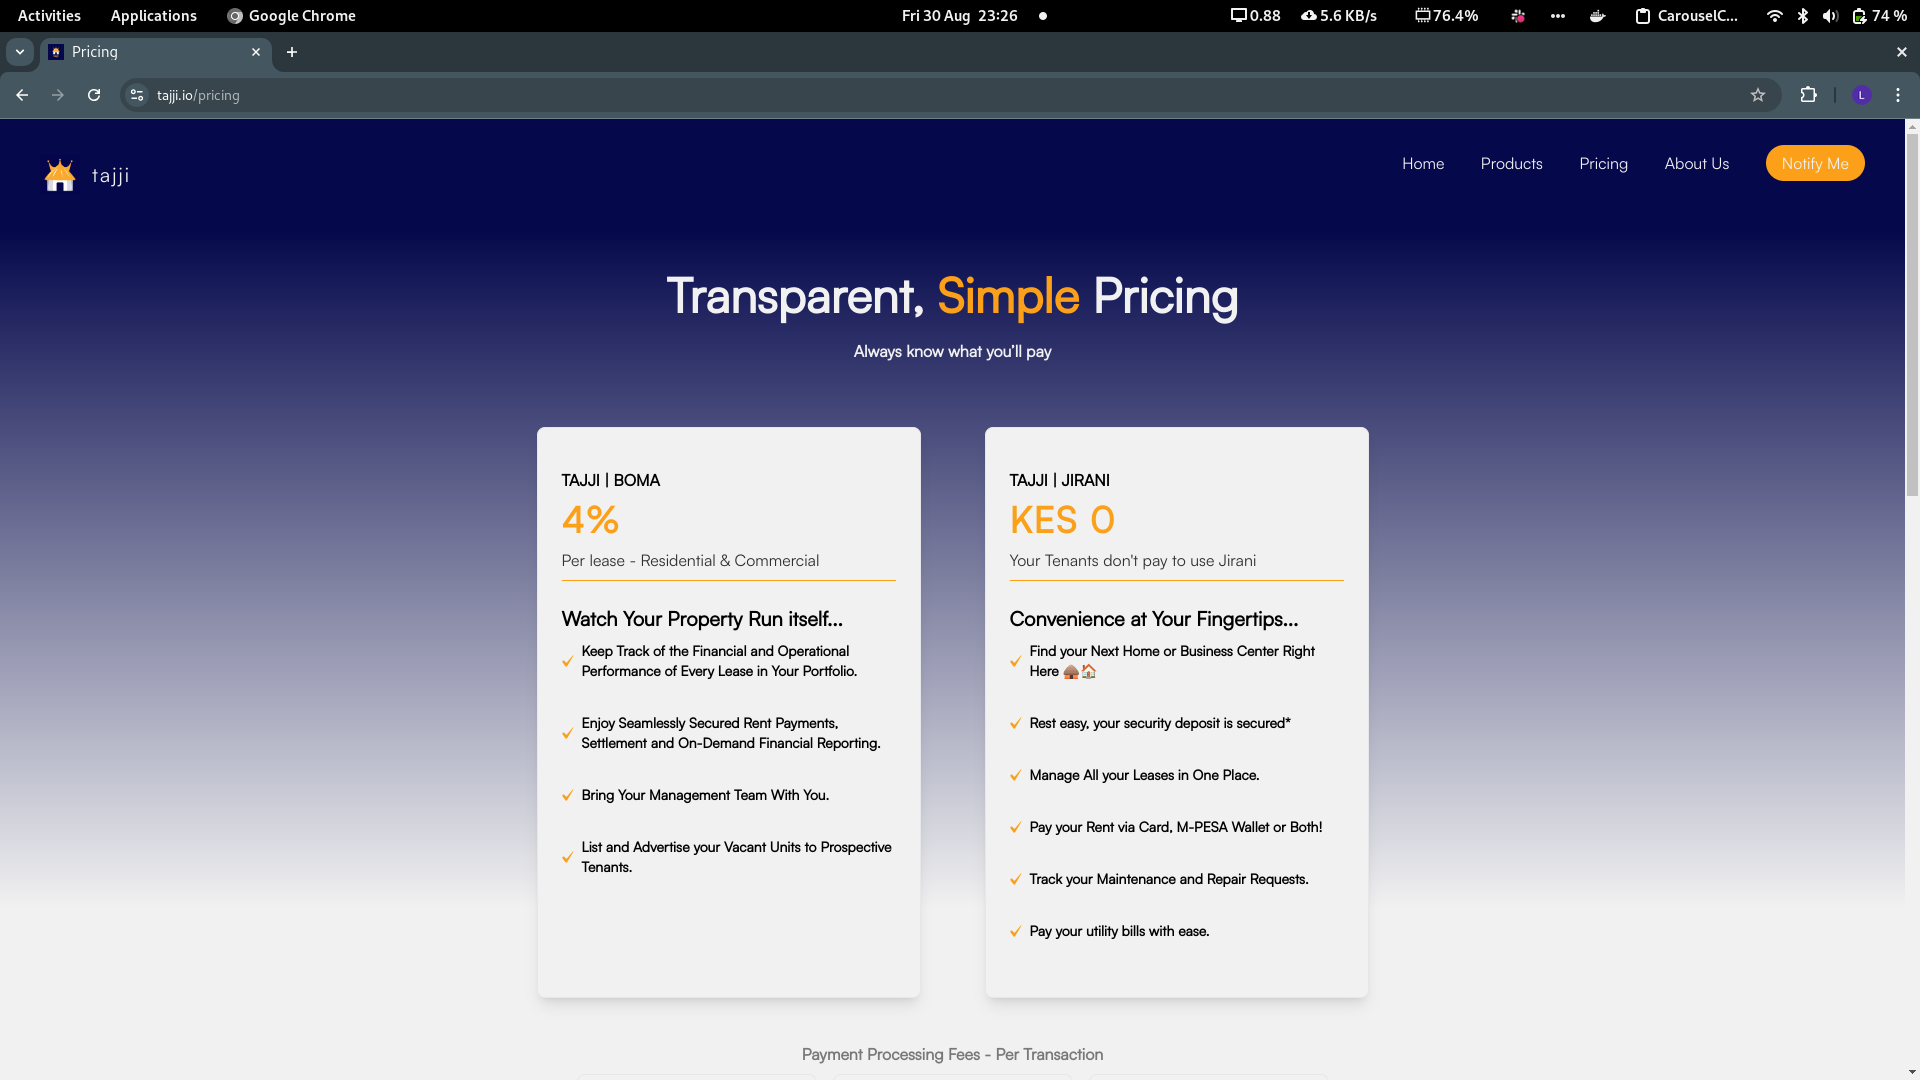 Activities Applications Google Chrome Fri 30 Aug 23:26 0.88 5.6 KB/s 76.4% CarouselC... 74 %
Pricing
tajji.io/pricing L
tajji
Home Products Pricing About Us Notify Me
Transparent, Simple Pricing
Always know what you'll pay
TAJJI | BOMA
4%
Per lease - Residential & Commercial
Watch Your Property Run itself...
Keep Track of the Financial and Operational
Performance of Every Lease in Your Portfolio.
Enjoy Seamlessly Secured Rent Payments,
Settlement and On-Demand Financial Reporting.
Bring Your Management Team With You.
List and Advertise your Vacant Units to Prospective
Tenants.
TAJJI | JIRANI
KES 0
Your Tenants don't pay to use Jirani
Convenience at Your Fingertips...
Find your Next Home or Business Center Right
Here 🛖🏠
Rest easy, your security deposit is secured*
Manage All your Leases in One Place.
Pay your Rent via Card, M-PESA Wallet or Both!
Track your Maintenance and Repair Requests.
Pay your utility bills with ease.
Payment Processing Fees - Per Transaction